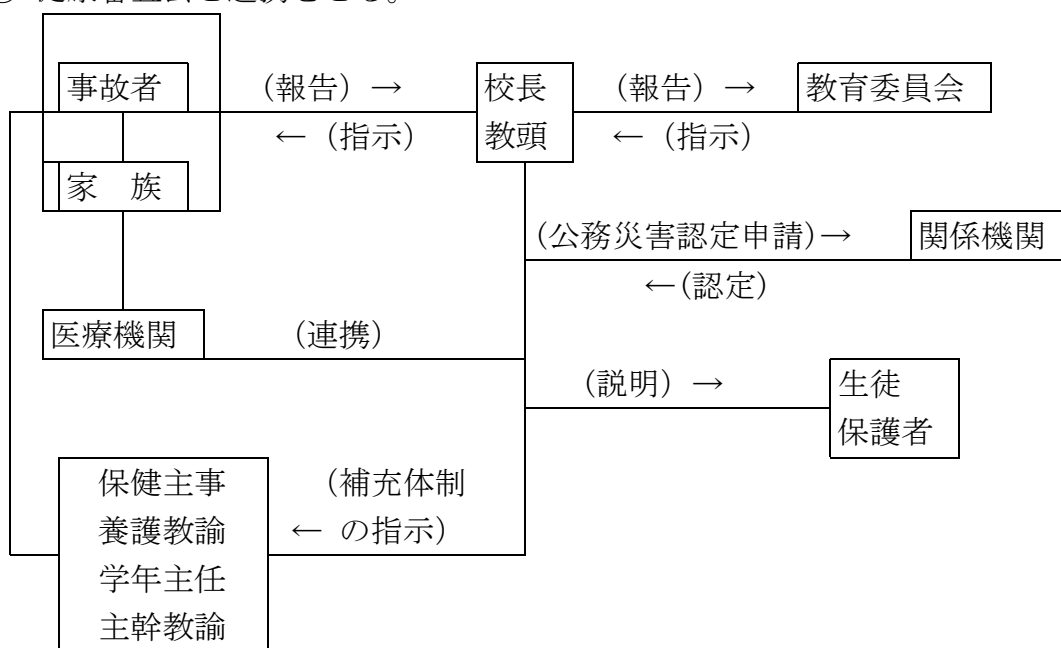 事故者 (報告) → 校長 (報告) → 教育委員会
← (指示) 教頭 ← (指示)
家 族
(公務災害認定申請)→ 関係機関
←(認定)
医療機関 (連携)
(説明) → 生徒
保護者
保健主事 (補充体制
養護教諭 ← の指示)
学年主任
主幹教諭